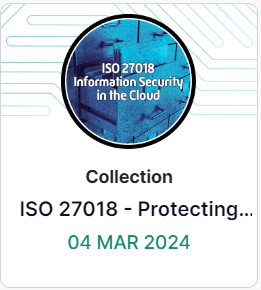 ISO 27018
Information Security
in the Cloud
Collection
ISO 27018 - Protecting...
04 MAR 2024